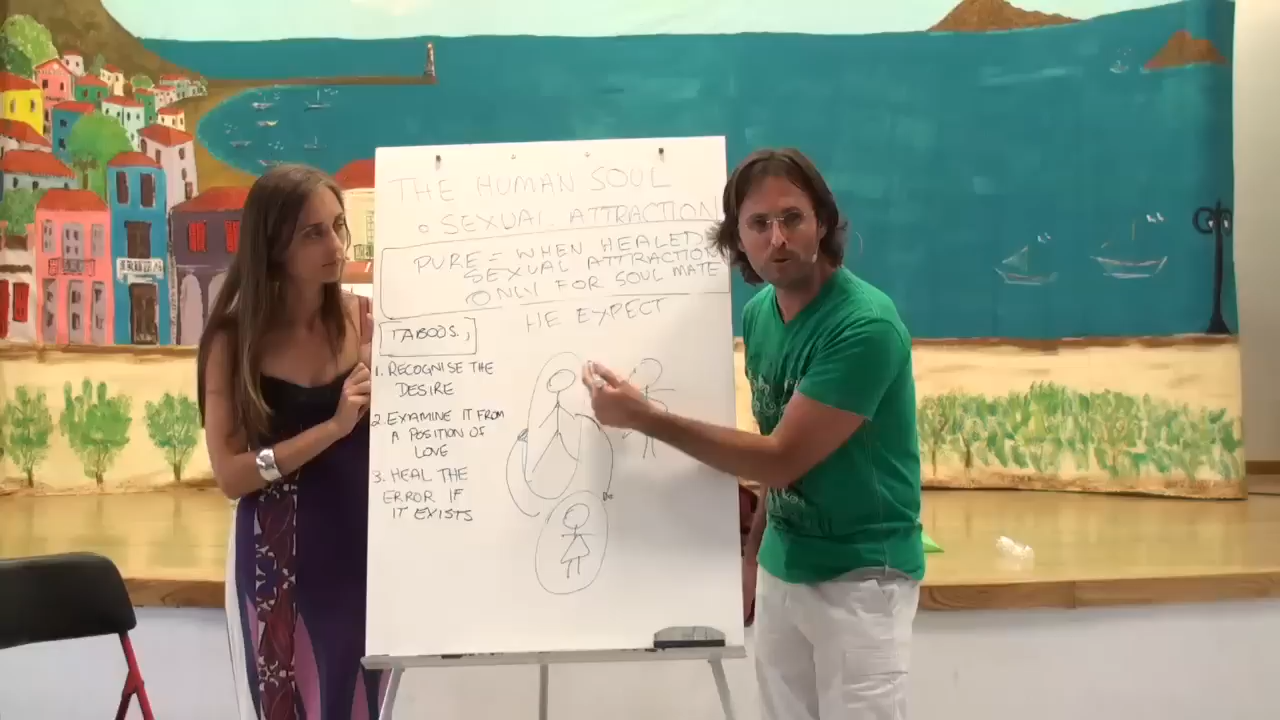 THE HUMAN SOUL
o SEXUAL ATTRACTION
PURE = WHEN HEALED
SEXUAL ATTRACTION
ONLY FOR SOUL MATE
HE EXPECT
TABOOS,
1. RECOGNISE THE
DESIRE
2. EXAMINE IT FROM
A POSITION OF
LOVE
3. HEAL THE
ERROR IF
IT EXISTS